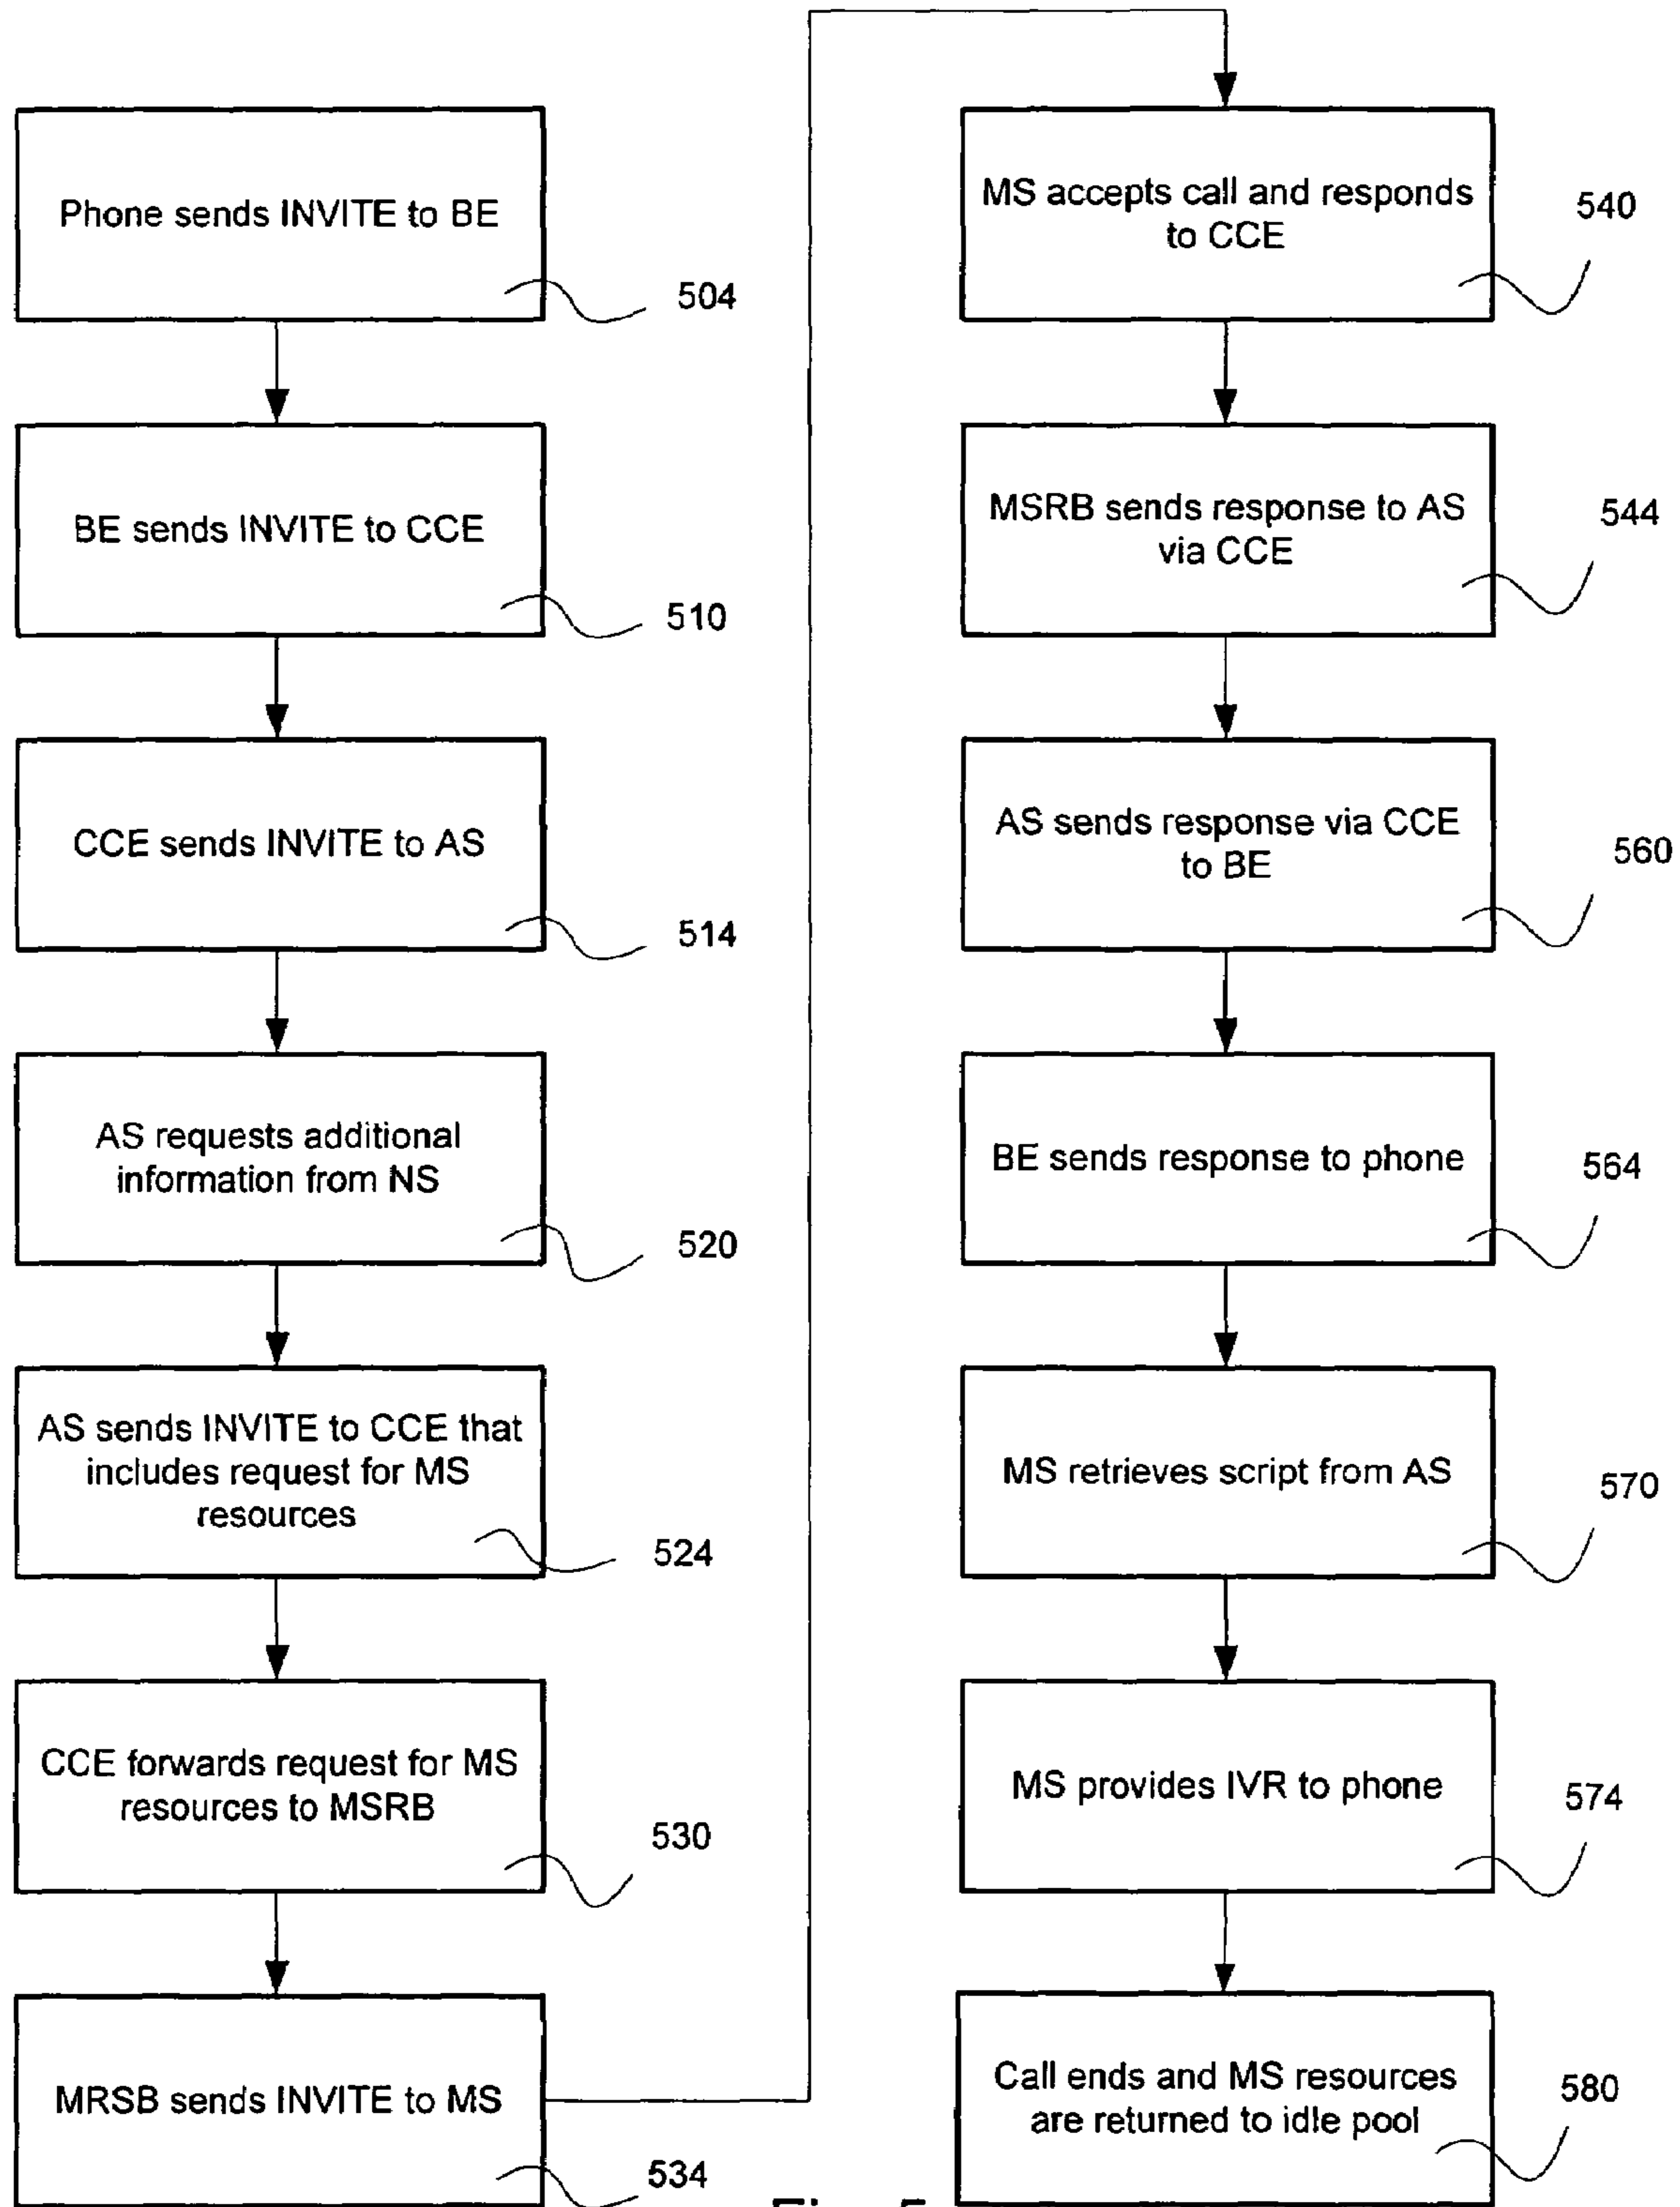 Phone sends INVITE to BE
504
BE sends INVITE to CCE
510
CCE sends INVITE to AS
514
AS requests additional
information from NS
520
AS sends INVITE to CCE that
includes request for MS
resources
524
CCE forwards request for MS
resources to MSRB
530
MRSB sends INVITE to MS
534
MS accepts call and responds
to CCE
540
MSRB sends response to AS
via CCE
544
AS sends response via CCE
to BE
560
BE sends response to phone
564
MS retrieves script from AS
570
MS provides IVR to phone
574
Call ends and MS resources
are returned to idle pool
580